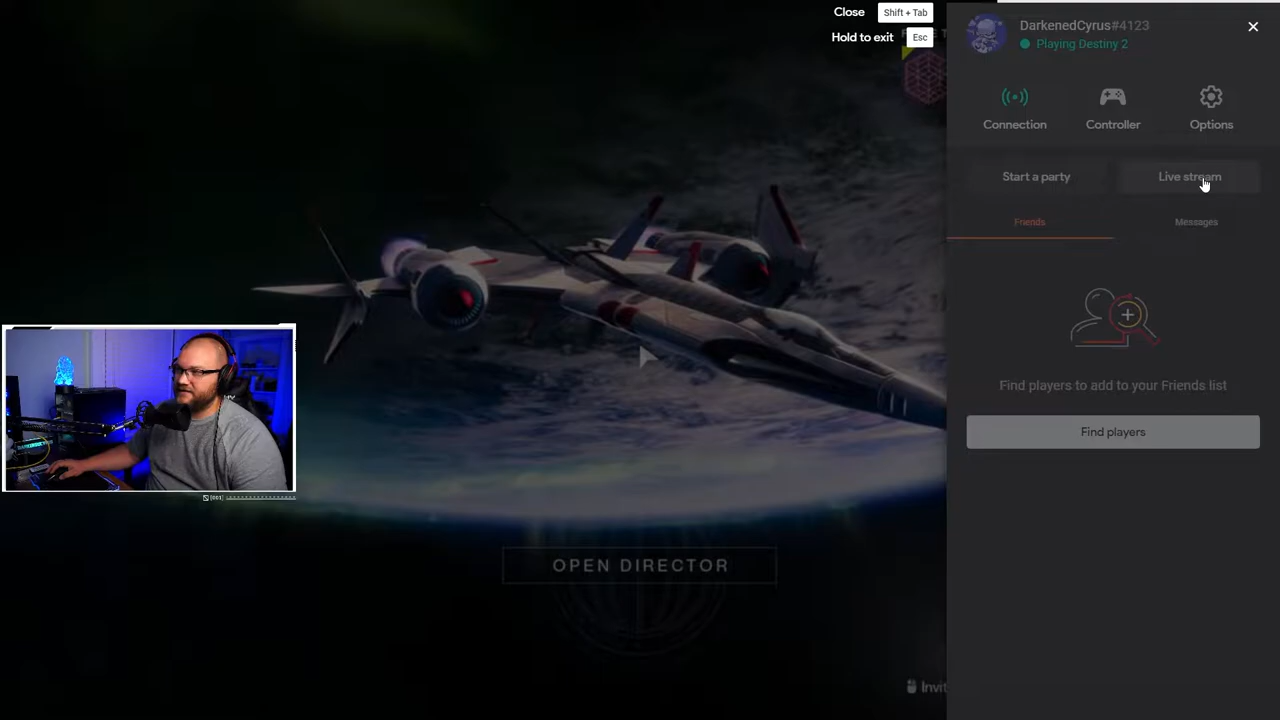 Close Shift + Tab
Hold to exit Esc
DarkenedCyrus#4123
Playing Destiny 2
Connection Controller Options
Start a party Live stream
Friends Messages
Find players to add to your Friends list
Find players
OPEN DIRECTOR
Invit